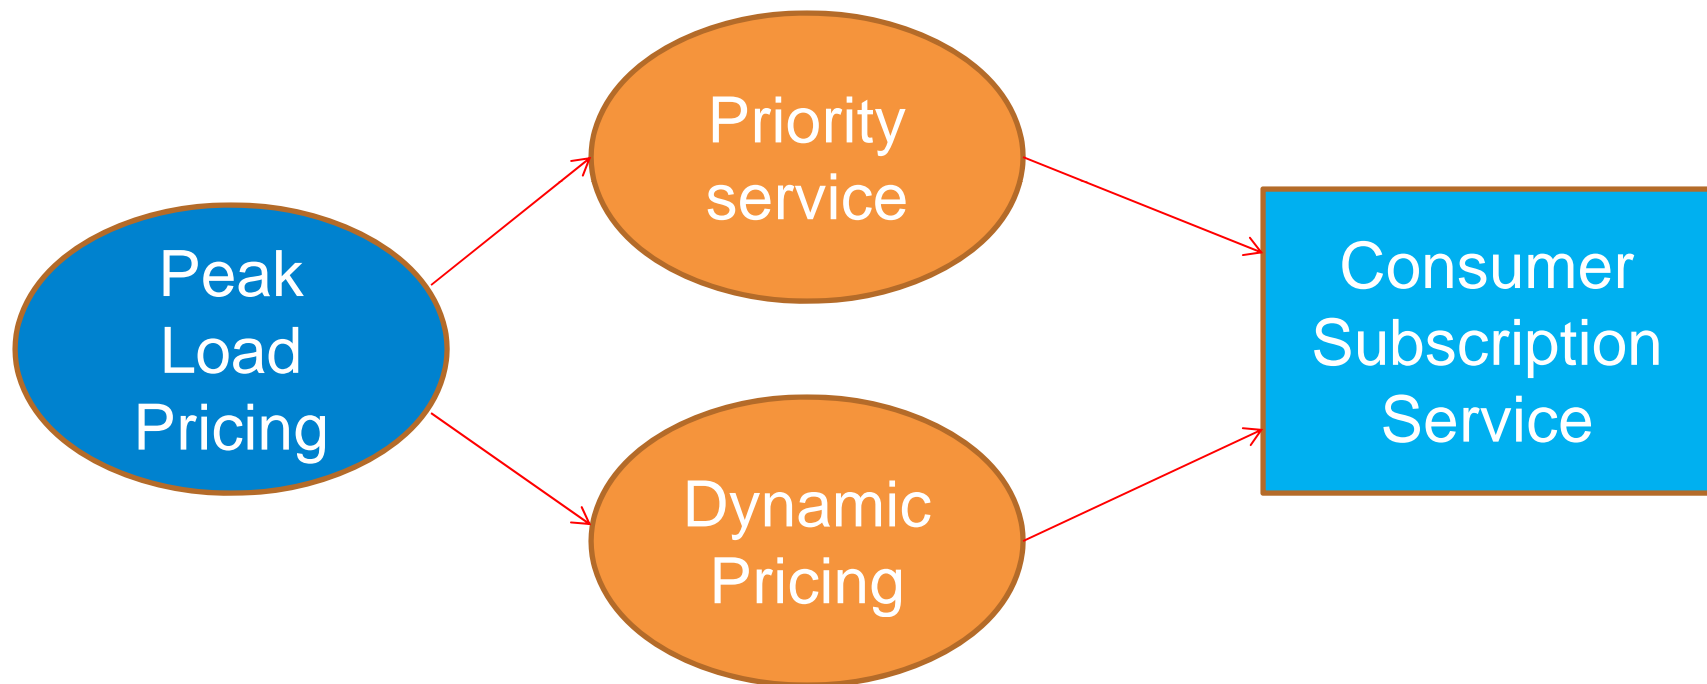 Peak
Load
Pricing
Priority
service
Dynamic
Pricing
Consumer
Subscription
Service